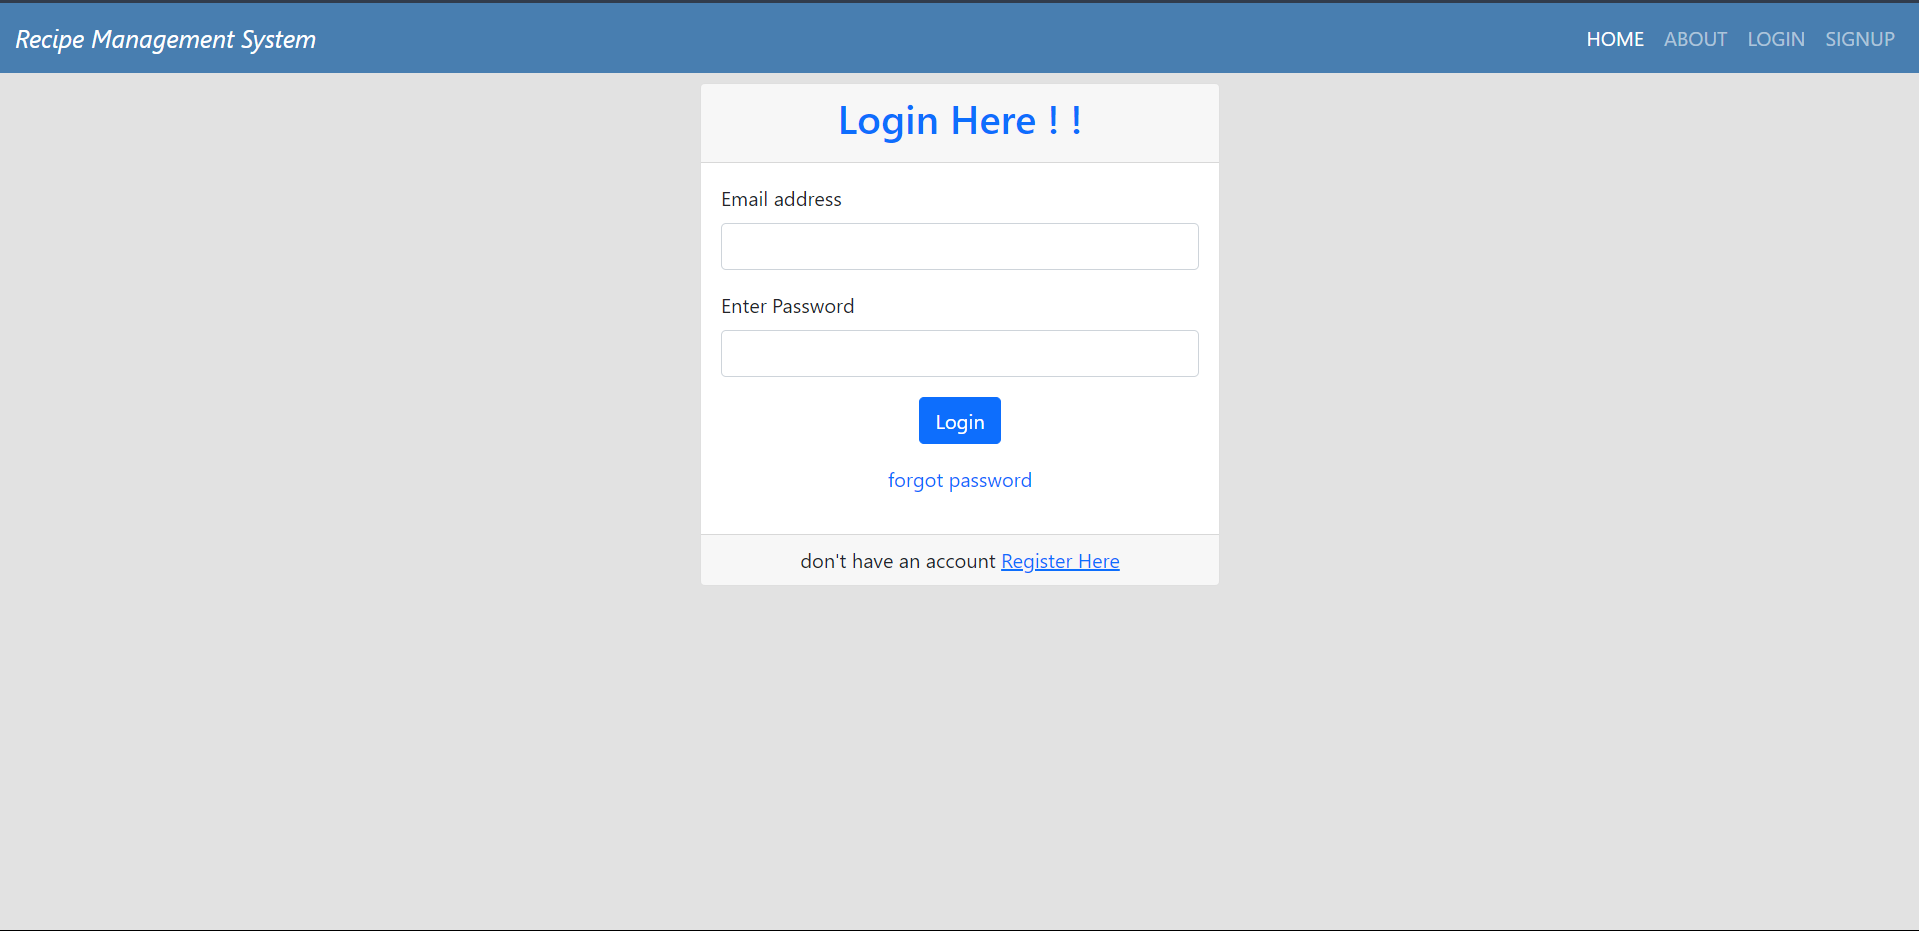 Recipe Management System
HOME ABOUT LOGIN SIGNUP
Login Here ! !
Email address
Enter Password
Login
forgot password
don't have an account Register Here